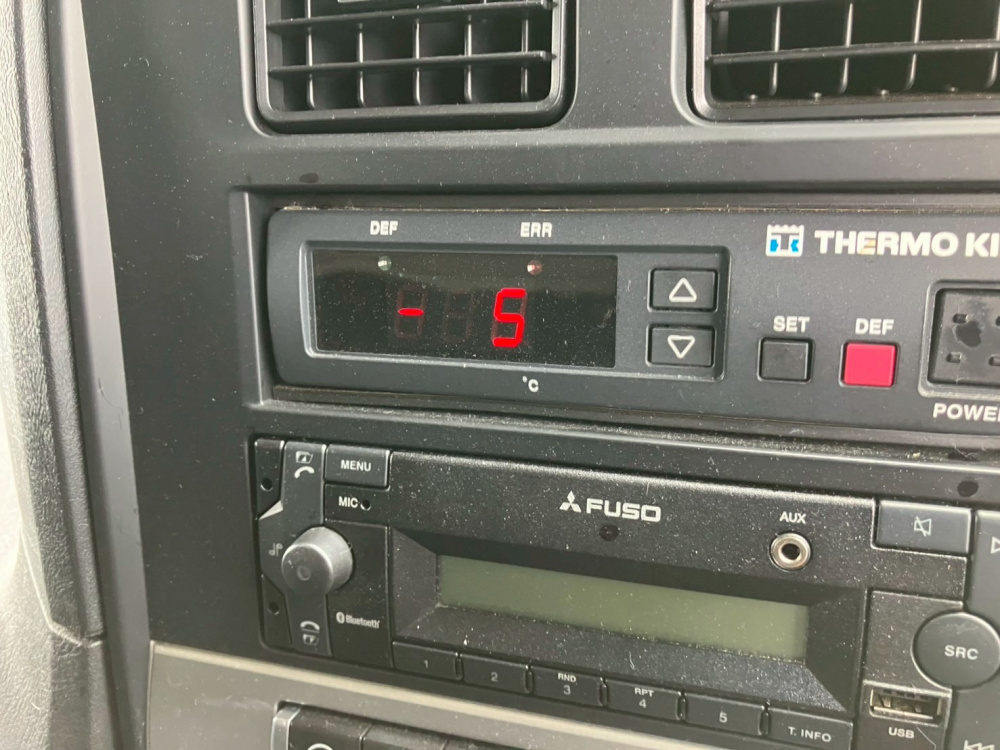 DEF ERR
THERMO KI
- 5
SET DEF
°C
POWE
MENU
MIC
FUSO
AUX
Bluetooth
SRC
1 2 RND 3 RPT 4 5 T. INFO
USB